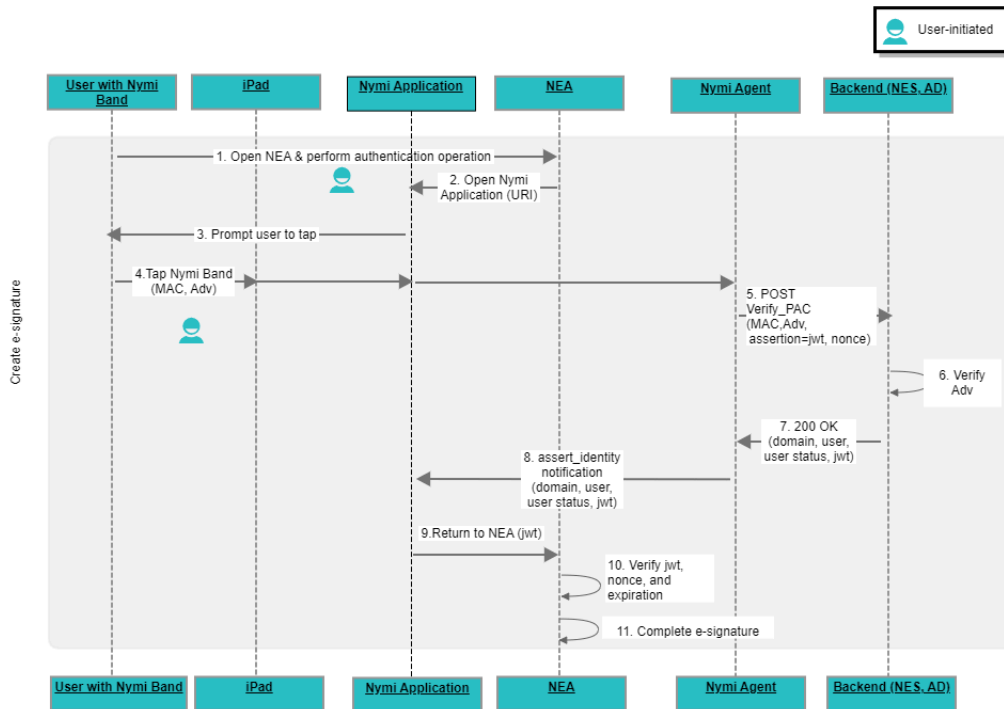 User-initiated
User with Nymi
Band
iPad
Nymi Application
NEA
Nymi Agent
Backend (NES, AD)
Create e-signature
1. Open NEA & perform authentication operation
2. Open Nymi
Application (URI)
3. Prompt user to tap
4.Tap Nymi Band
(MAC, Adv)
5. POST
Verify_PAC
(MAC,Adv,
assertion=jwt, nonce)
6. Verify
Adv
7. 200 OK
(domain, user,
user status, jwt)
8. assert_identity
notification
(domain, user,
user status, jwt)
9.Return to NEA (jwt)
10. Verify jwt,
nonce, and
expiration
11. Complete e-signature
User with Nymi Band
iPad
Nymi Application
NEA
Nymi Agent
Backend (NES, AD)